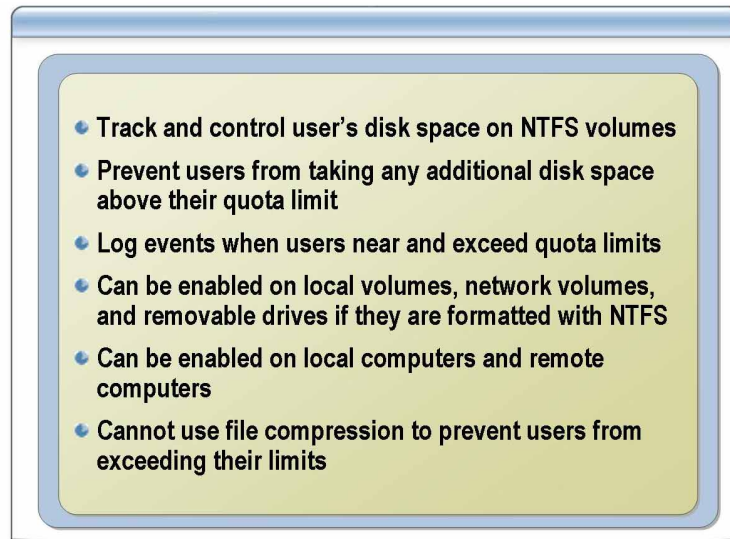 Track and control user's disk space on NTFS volumes
Prevent users from taking any additional disk space
above their quota limit
Log events when users near and exceed quota limits
Can be enabled on local volumes, network volumes,
and removable drives if they are formatted with NTFS
Can be enabled on local computers and remote
computers
Cannot use file compression to prevent users from
exceeding their limits